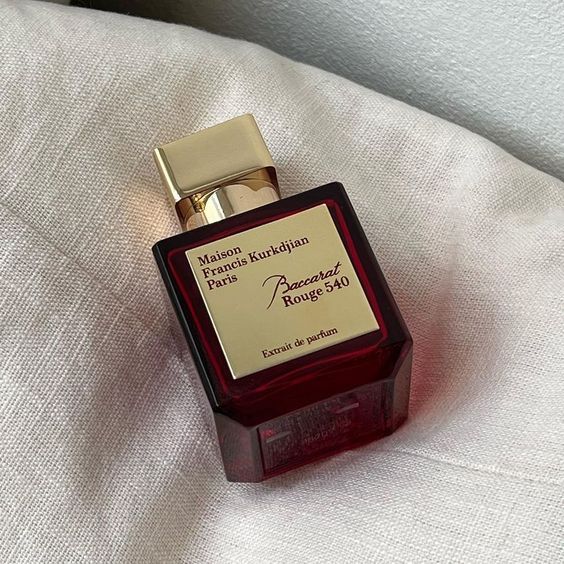 Maison
Francis Kurkdjian
Paris
Baccarat
Rouge 540
Extrait de parfum